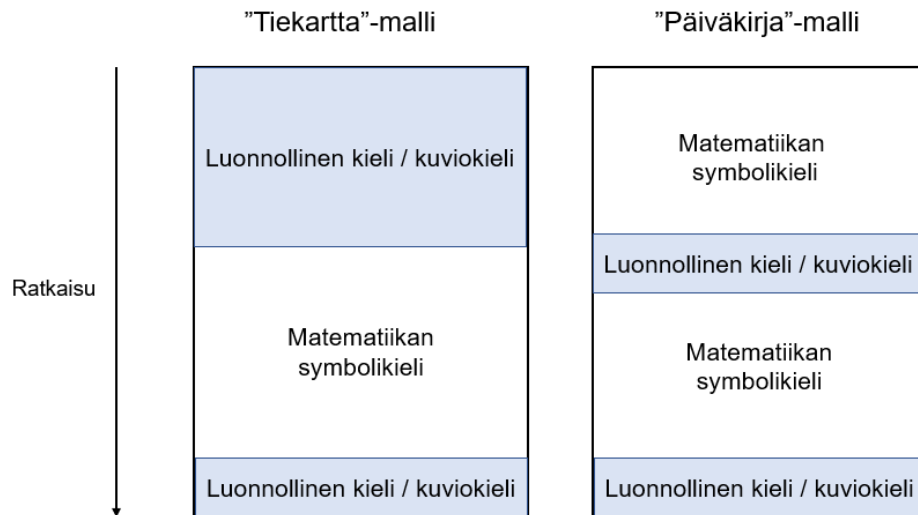 ”Tiekartta”-malli
”Päiväkirja”-malli
Luonnollinen kieli / kuviokieli
Matematiikan
symbolikieli
Luonnollinen kieli / kuviokieli
Ratkaisu
Matematiikan
symbolikieli
Matematiikan
symbolikieli
Luonnollinen kieli / kuviokieli
Luonnollinen kieli / kuviokieli